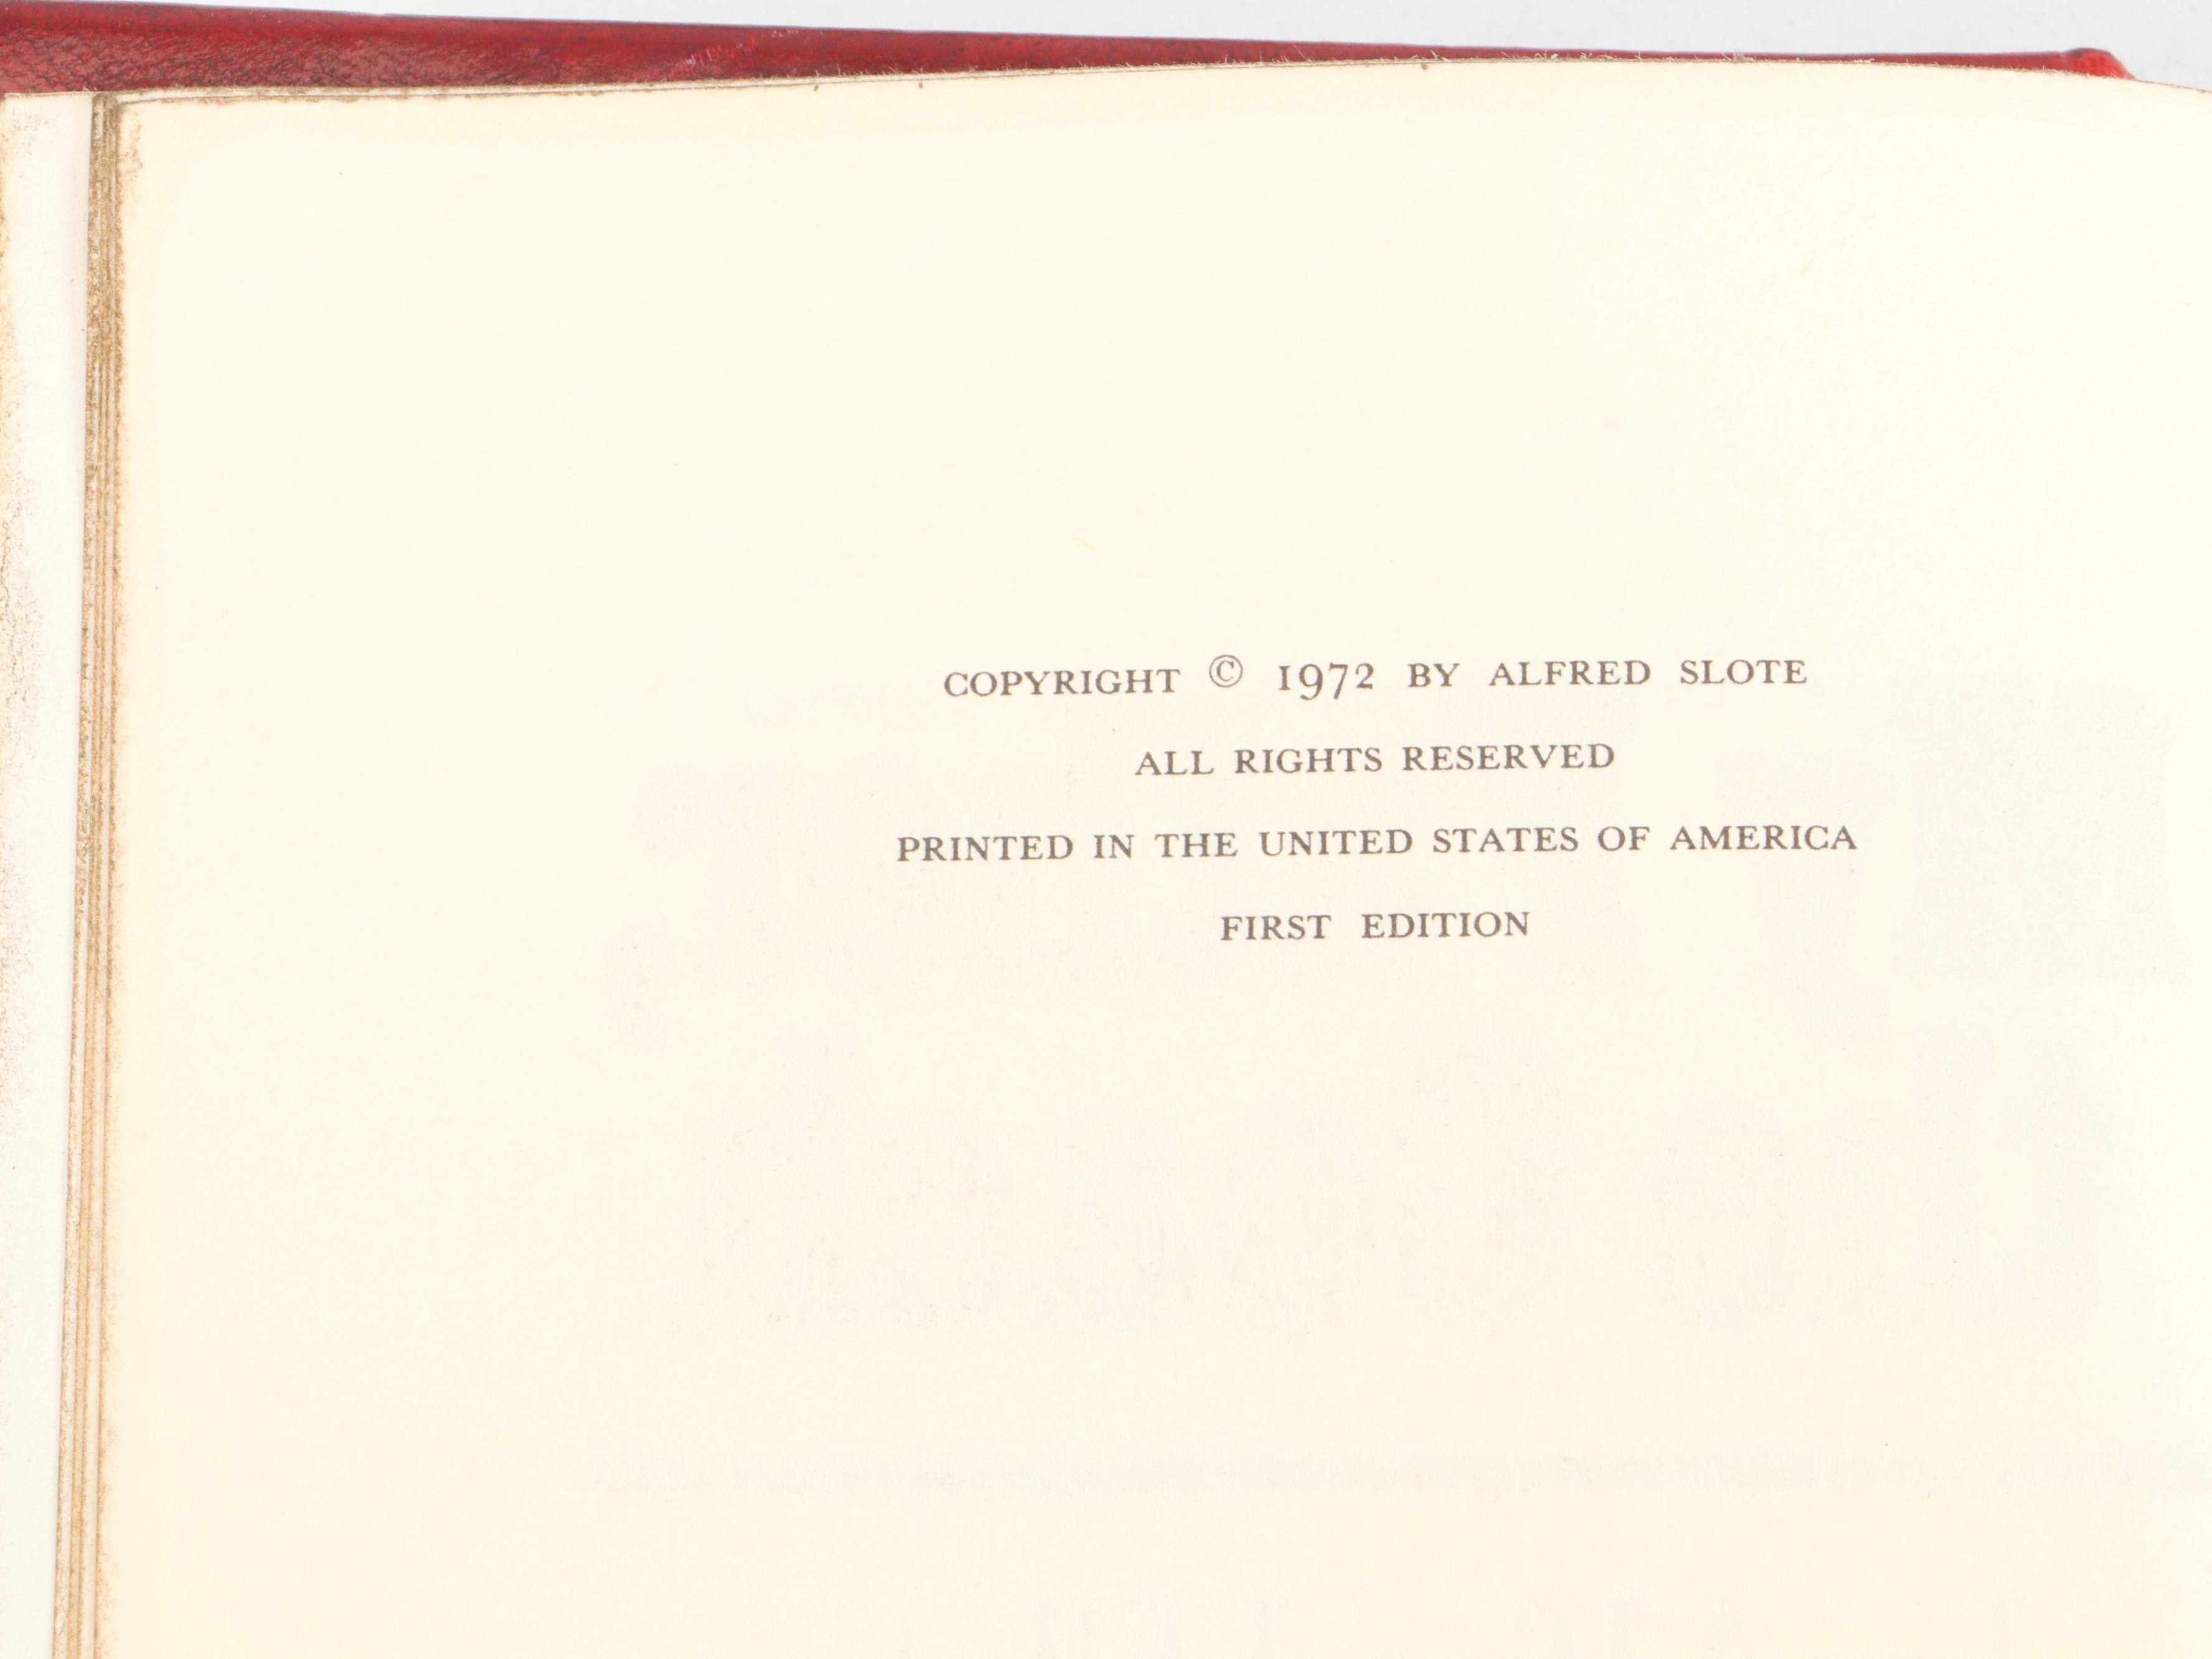 COPYRIGHT © 1972 BY ALFRED SLOTE
ALL RIGHTS RESERVED
PRINTED IN THE UNITED STATES OF AMERICA
FIRST EDITION